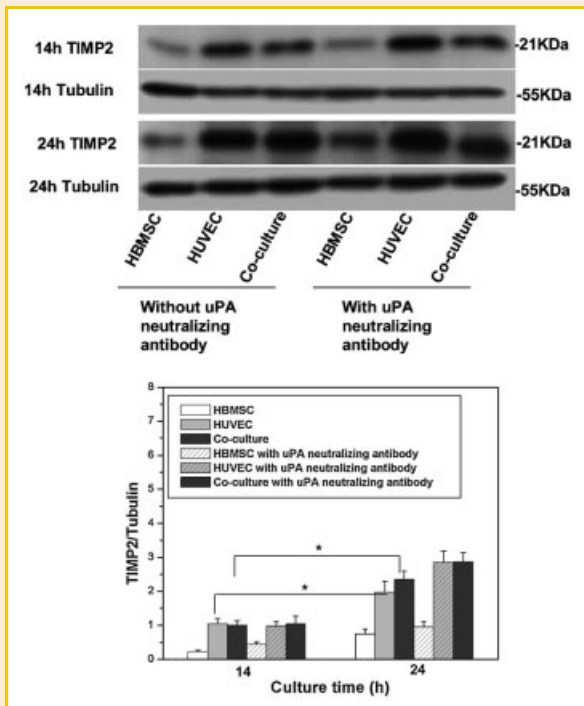 14h TIMP2
-21KDa
14h Tubulin
-55KDa
24h TIMP2
-21KDa
24h Tubulin
-55KDa
HBMSC
HUVEC
Co-culture
HBMSC
HUVEC
Co-culture
Without uPA
neutralizing
antibody
With uPA
neutralizing
antibody
TIMP2/Tubulin
8
7
6
5
4
3
2
1
0
HBMSC
HUVEC
Co-culture
HBMSC with uPA neutralizing antibody
HUVEC with uPA neutralizing antibody
Co-culture with uPA neutralizing antibody
*
*
14
24
Culture time (h)